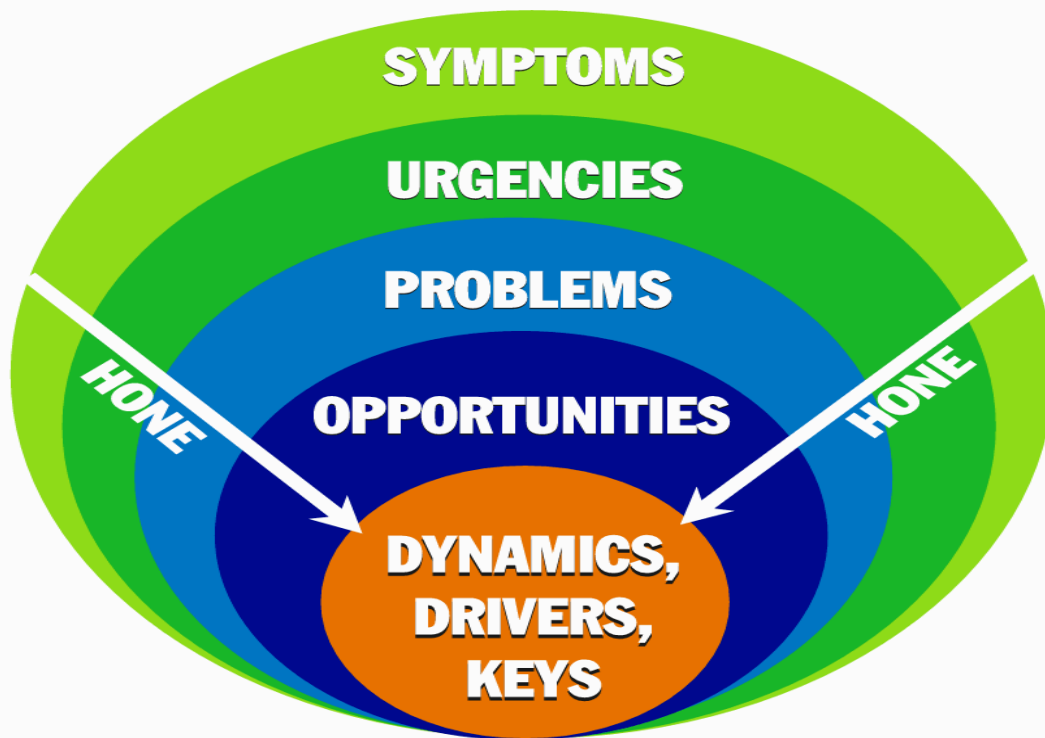 SYMPTOMS
URGENCIES
PROBLEMS
OPPORTUNITIES
HONE
HONE
DYNAMICS,
DRIVERS,
KEYS